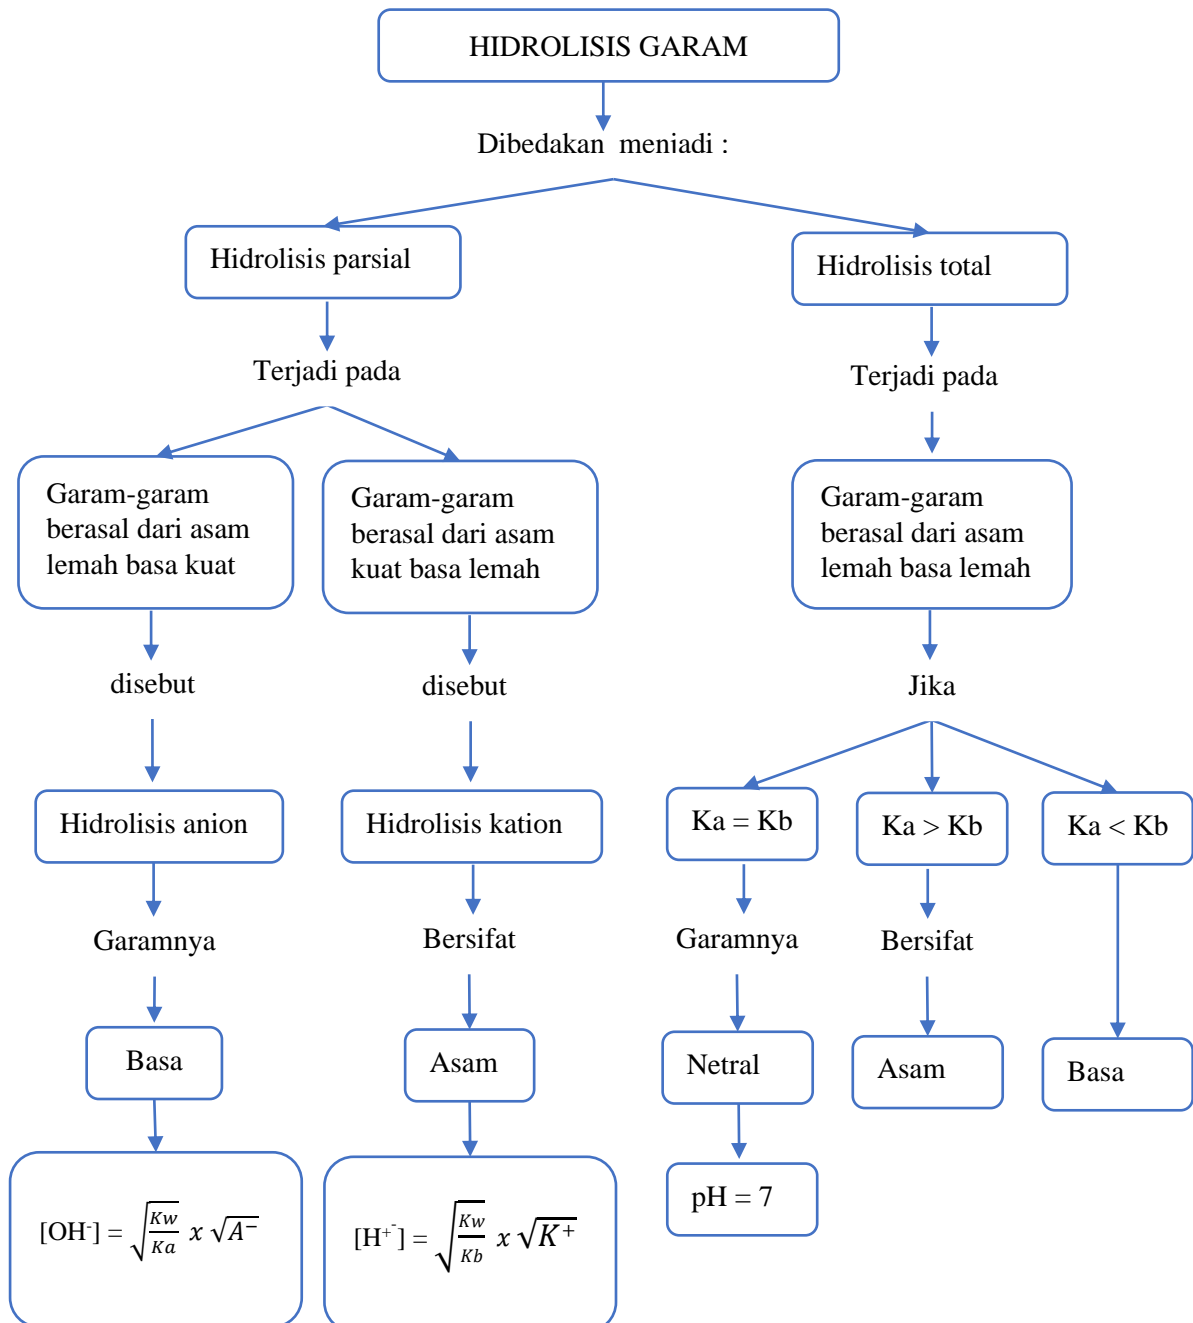 HIDROLISIS GARAM
Dibedakan menjadi :
Hidrolisis parsial
Hidrolisis total
Terjadi pada
Terjadi pada
Garam-garam
berasal dari asam
lemah basa kuat
Garam-garam
berasal dari asam
kuat basa lemah
Garam-garam
berasal dari asam
lemah basa lemah
disebut
disebut
Jika
Hidrolisis anion
Hidrolisis kation
Ka = Kb
Ka > Kb
Ka < Kb
Garamnya
Bersifat
Garamnya
Bersifat
Basa
Asam
Netral
Asam
Basa
[OH⁻] = √(Kw/Ka) x √A⁻
[H⁺⁻] = √(Kw/Kb) x √K⁺
pH = 7